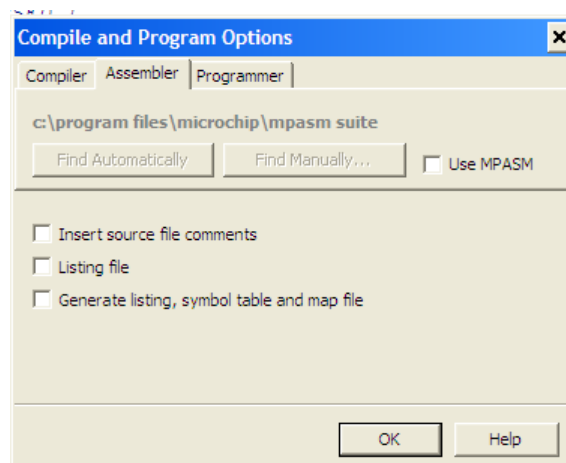 Compile and Program Options
Compiler Assembler Programmer
c:\program files\microchip\mpasm suite
Find Automatically Find Manually... Use MPASM
Insert source file comments
Listing file
Generate listing, symbol table and map file
OK Help